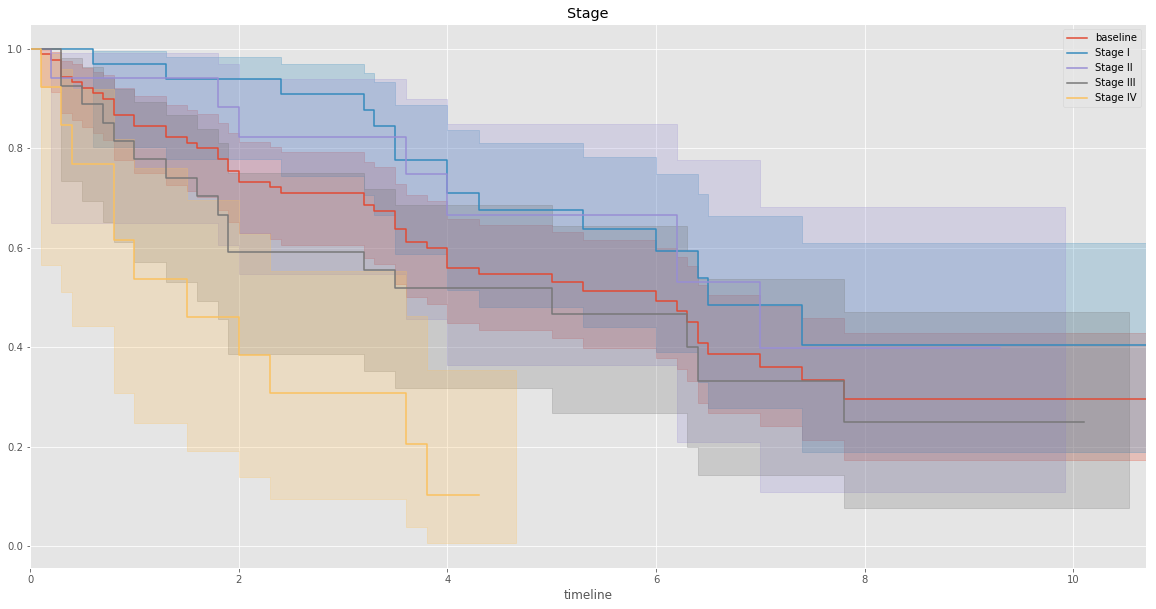 Stage
baseline
Stage I
Stage II
Stage III
Stage IV
1.0
0.8
0.6
0.4
0.2
0.0
0 2 4 6 8 10
timeline